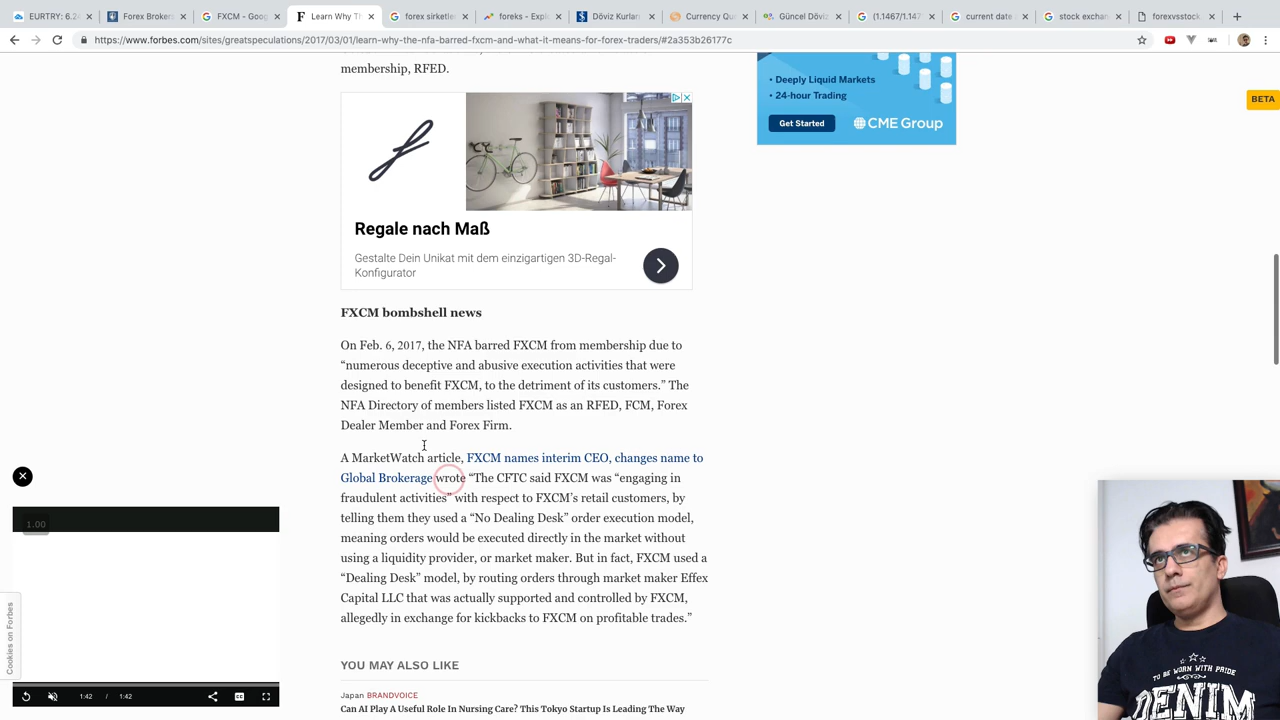 EURTRY: 6.24
Forex Brokers
FXCM - Goog
Learn Why Th
forex sirketler
foreks - Explo
Döviz Kurları
Currency Quo
Güncel Döviz
(1.1467/1.147
current date
stock exchan
forexvsstock
https://www.forbes.com/sites/greatspeculations/2017/03/01/learn-why-the-nfa-barred-fxcm-and-what-it-means-for-forex-traders/#2a353b26177c
membership, RFED.
• Deeply Liquid Markets
• 24-hour Trading
Get Started
CME Group
BETA
Regale nach Maß
Gestalte Dein Unikat mit dem einzigartigen 3D-Regal-
Konfigurator
FXCM bombshell news
On Feb. 6, 2017, the NFA barred FXCM from membership due to
“numerous deceptive and abusive execution activities that were
designed to benefit FXCM, to the detriment of its customers.” The
NFA Directory of members listed FXCM as an RFED, FCM, Forex
Dealer Member and Forex Firm.
A MarketWatch article, FXCM names interim CEO, changes name to
Global Brokerage wrote “The CFTC said FXCM was “engaging in
fraudulent activities” with respect to FXCM’s retail customers, by
telling them they used a “No Dealing Desk” order execution model,
meaning orders would be executed directly in the market without
using a liquidity provider, or market maker. But in fact, FXCM used a
“Dealing Desk” model, by routing orders through market maker Effex
Capital LLC that was actually supported and controlled by FXCM,
allegedly in exchange for kickbacks to FXCM on profitable trades.”
YOU MAY ALSO LIKE
Japan BRANDVOICE
Can AI Play A Useful Role In Nursing Care? This Tokyo Startup Is Leading The Way
1.00
Cookies on Forbes
1:42 / 1:42
TO BE WORN WITH PRIDE
DENIM